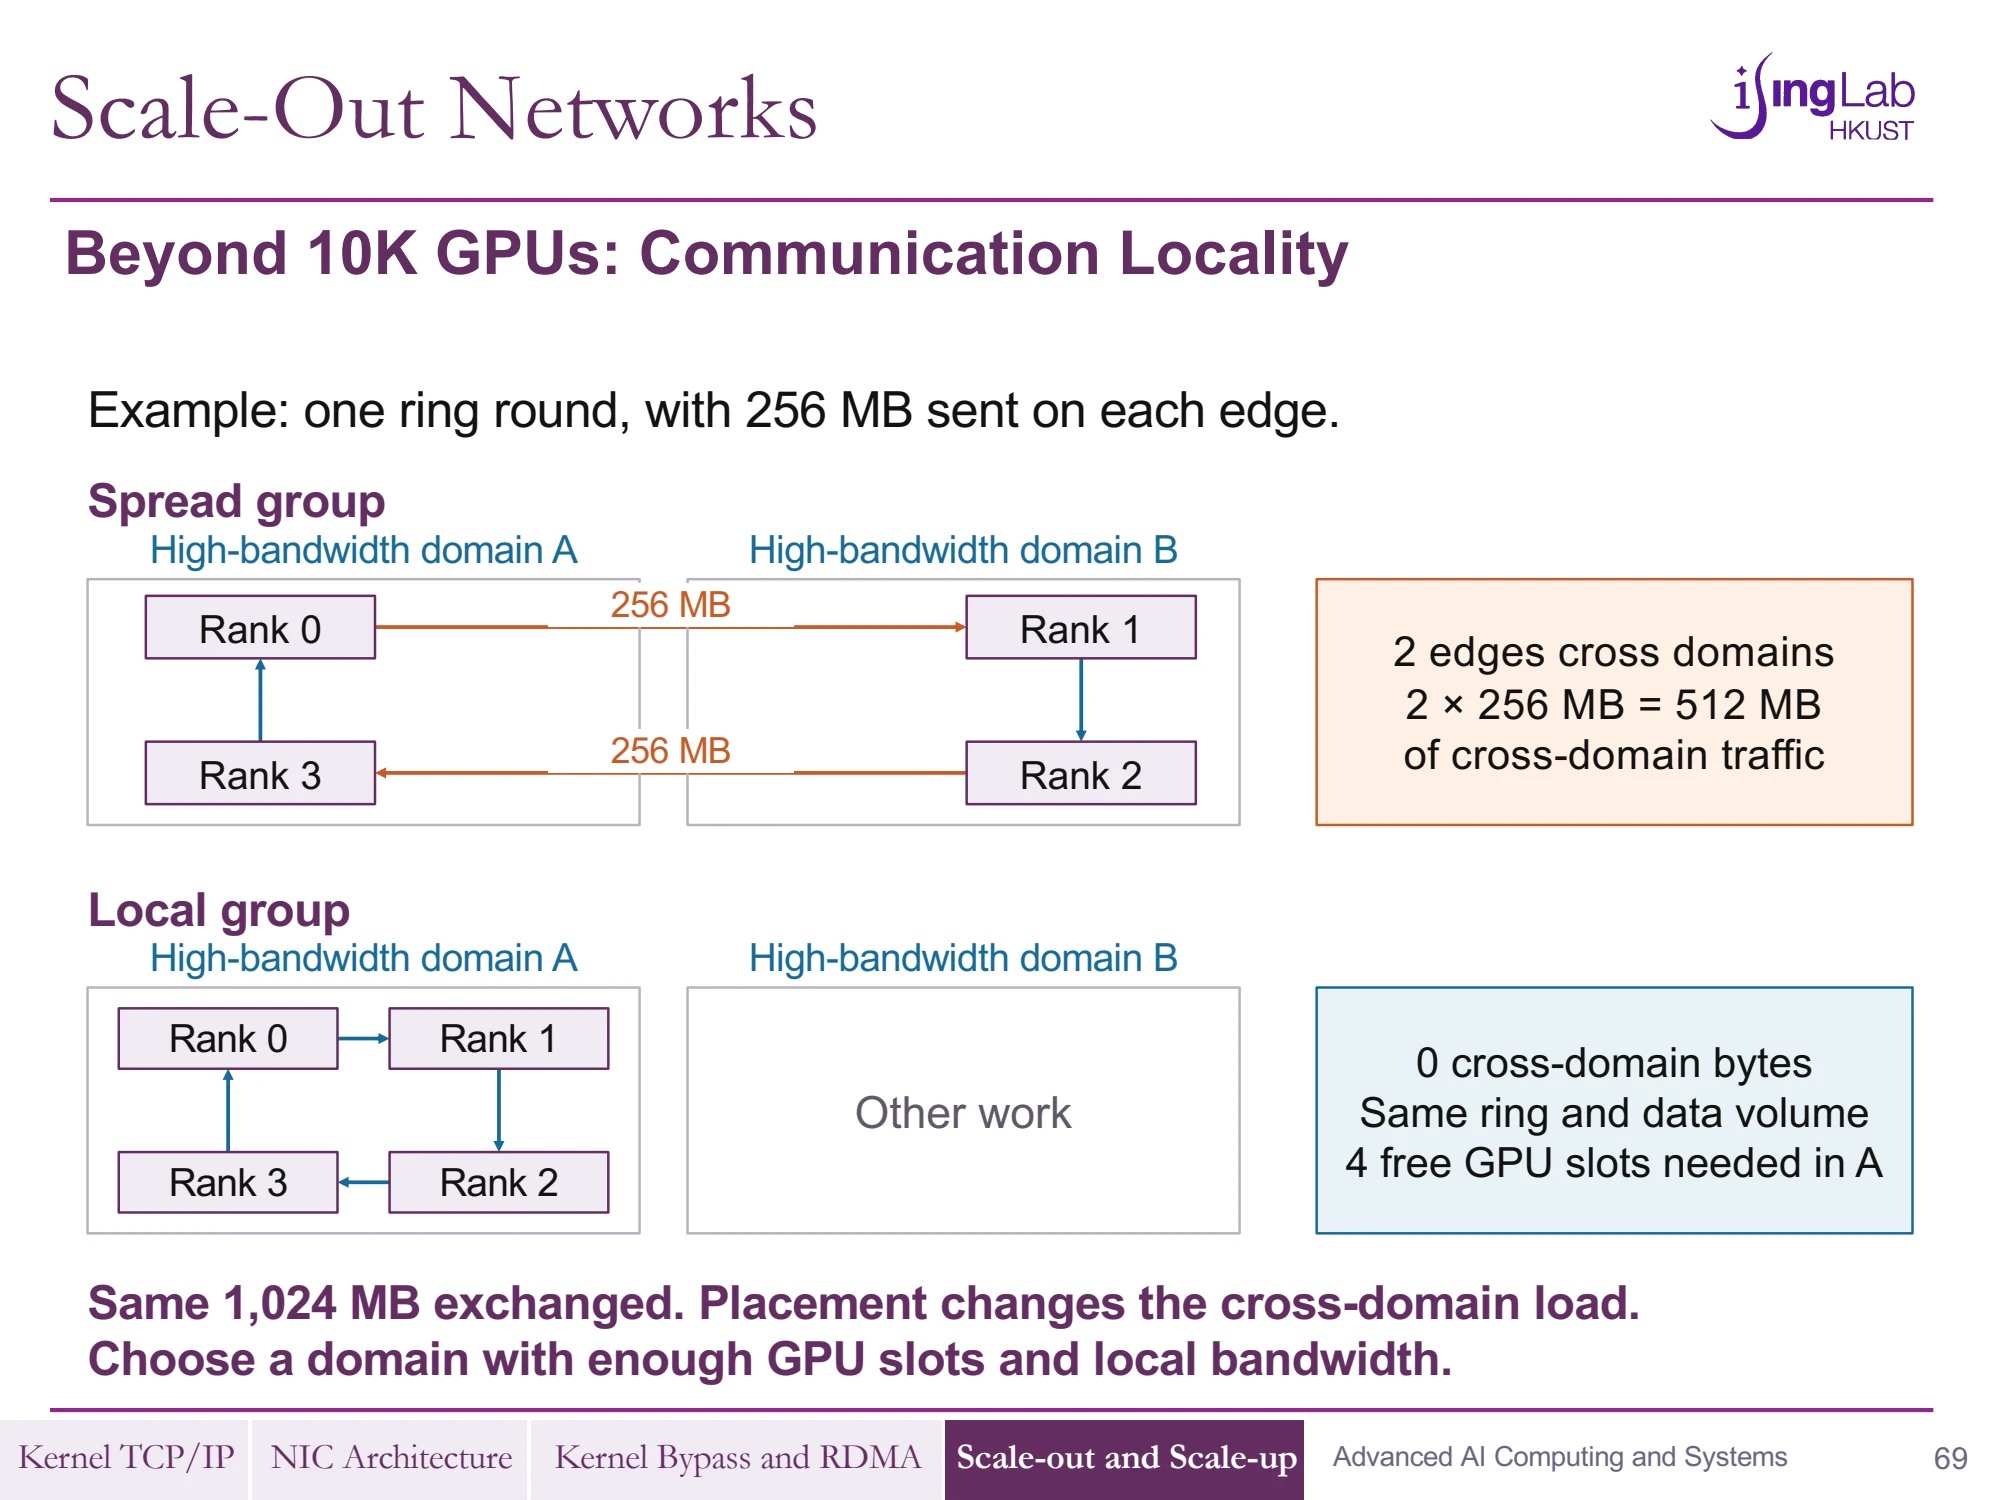 Scale-Out Networks
iSingLab
HKUST
Beyond 10K GPUs: Communication Locality
Example: one ring round, with 256 MB sent on each edge.
Spread group
High-bandwidth domain A
High-bandwidth domain B
Rank 0
256 MB
Rank 1
Rank 3
256 MB
Rank 2
2 edges cross domains
2 × 256 MB = 512 MB
of cross-domain traffic
Local group
High-bandwidth domain A
High-bandwidth domain B
Rank 0
Rank 1
Rank 3
Rank 2
Other work
0 cross-domain bytes
Same ring and data volume
4 free GPU slots needed in A
Same 1,024 MB exchanged. Placement changes the cross-domain load.
Choose a domain with enough GPU slots and local bandwidth.
Kernel TCP/IP
NIC Architecture
Kernel Bypass and RDMA
Scale-out and Scale-up
Advanced AI Computing and Systems
69